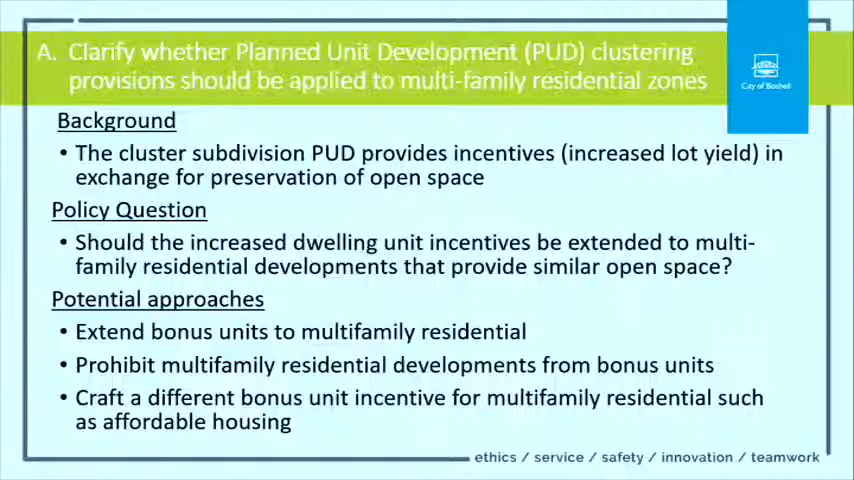 A. Clarify whether Planned Unit Development (PUD) clustering
provisions should be applied to multi-family residential zones
City of Bothell
Background
• The cluster subdivision PUD provides incentives (increased lot yield) in
exchange for preservation of open space
Policy Question
• Should the increased dwelling unit incentives be extended to multi-
family residential developments that provide similar open space?
Potential approaches
• Extend bonus units to multifamily residential
• Prohibit multifamily residential developments from bonus units
• Craft a different bonus unit incentive for multifamily residential such
as affordable housing
ethics / service / safety / innovation / teamwork